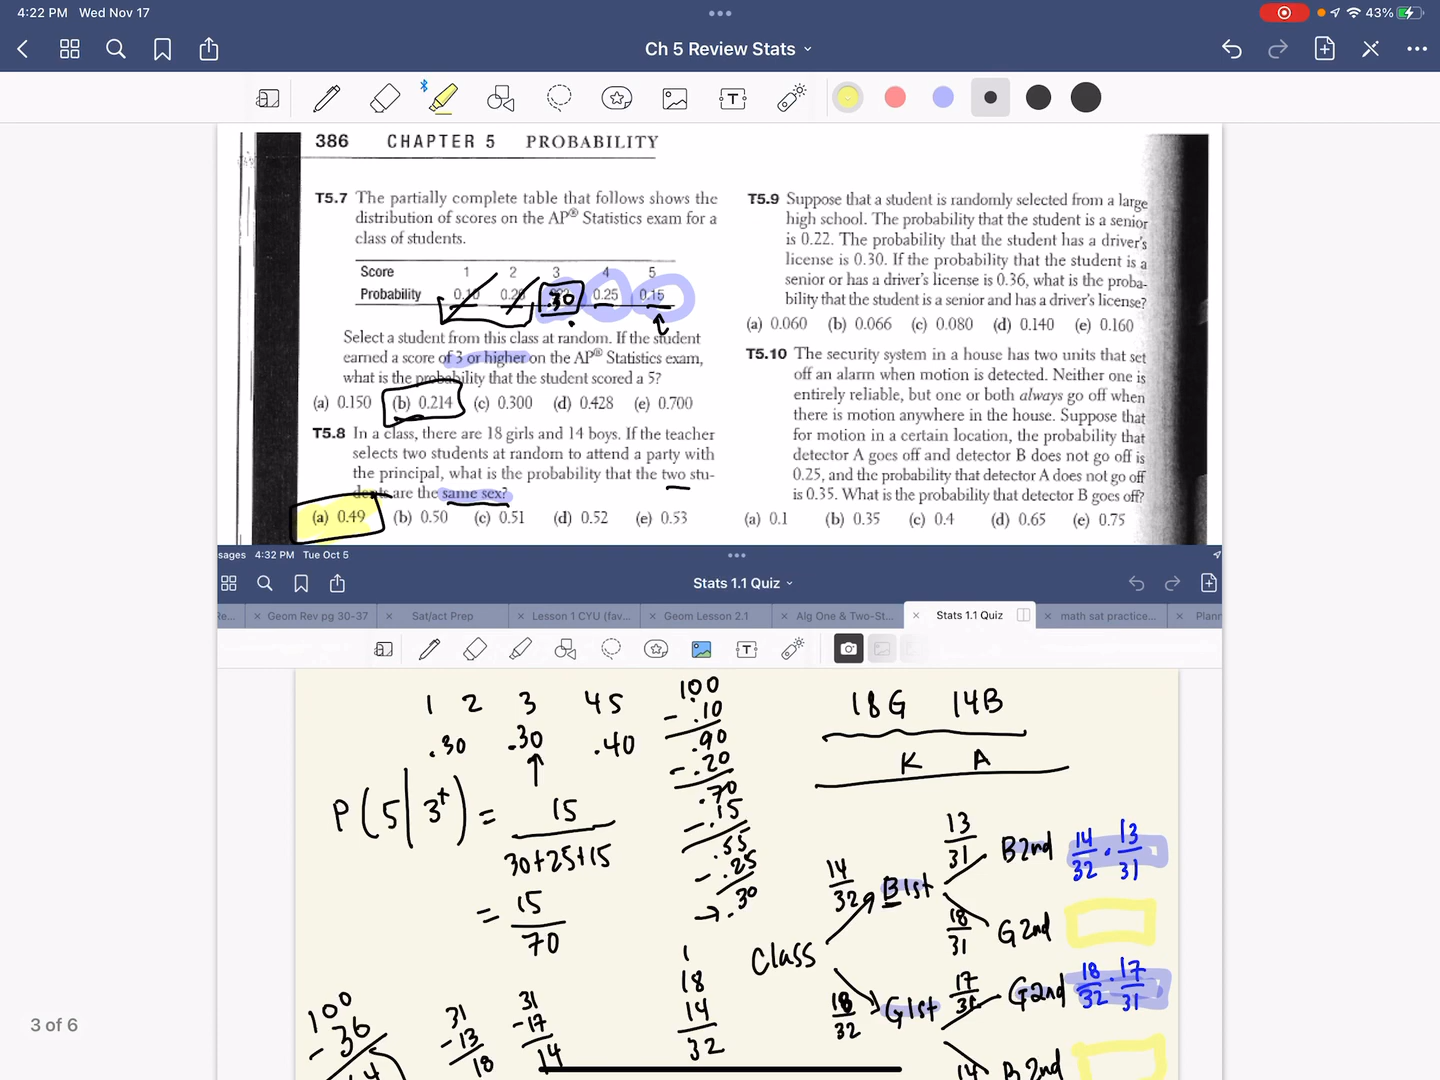 4:22 PM Wed Nov 17
43%
Ch 5 Review Stats
386 CHAPTER 5 PROBABILITY
T5.7 The partially complete table that follows shows the
distribution of scores on the AP® Statistics exam for a
class of students.
Score 1 2 3 4 5
Probability 0.10 0.20 .30 0.25 0.15
Select a student from this class at random. If the student
earned a score of 3 or higher on the AP® Statistics exam,
what is the probability that the student scored a 5?
(a) 0.150 (b) 0.214 (c) 0.300 (d) 0.428 (e) 0.700
T5.8 In a class, there are 18 girls and 14 boys. If the teacher
selects two students at random to attend a party with
the principal, what is the probability that the two stu-
dents are the same sex?
(a) 0.49 (b) 0.50 (c) 0.51 (d) 0.52 (e) 0.53
T5.9 Suppose that a student is randomly selected from a large
high school. The probability that the student is a senior
is 0.22. The probability that the student has a driver's
license is 0.30. If the probability that the student is a
senior or has a driver's license is 0.36, what is the proba-
bility that the student is a senior and has a driver's license?
(a) 0.060 (b) 0.066 (c) 0.080 (d) 0.140 (e) 0.160
T5.10 The security system in a house has two units that set
off an alarm when motion is detected. Neither one is
entirely reliable, but one or both always go off when
there is motion anywhere in the house. Suppose that
for motion in a certain location, the probability that
detector A goes off and detector B does not go off is
0.25, and the probability that detector A does not go off
is 0.35. What is the probability that detector B goes off?
(a) 0.1 (b) 0.35 (c) 0.4 (d) 0.65 (e) 0.75
sages 4:32 PM Tue Oct 5
Stats 1.1 Quiz
Re... Geom Rev pg 30-37 Sat/act Prep Lesson 1 CYU (fav... Geom Lesson 2.1 Alg One & Two-St... Stats 1.1 Quiz math sat practice... Plann
1 2 3 4 5
.30 .30 .40
P(5|3+) = 15
30+25+15
= 15
70
1.00
- .10
.90
- .20
.70
- .15
.55
- .25
→ .30
18G 14B
K A
Class
14/32 B1st
13/31 B2nd 14/32 · 13/31
18/31 G2nd
18/32 G1st
17/31 G2nd 18/32 · 17/31
14 B2nd
100
- 36
31
- 13
18
31
- 17
14
1
18
14
32
3 of 6